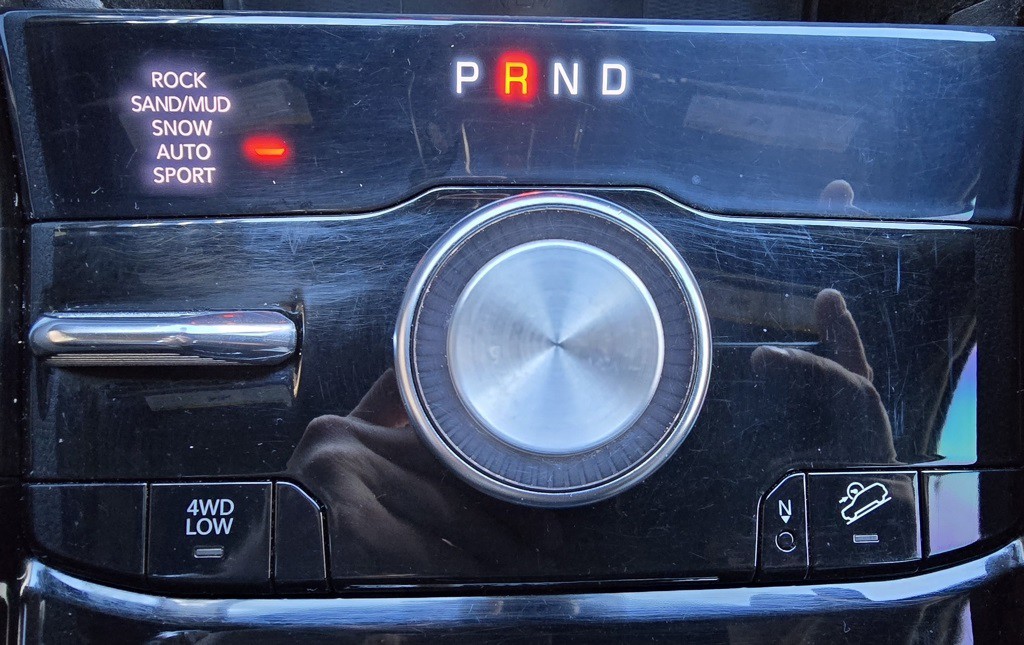 ROCK
SAND/MUD
SNOW
AUTO
SPORT
P R N D
4WD
LOW
N